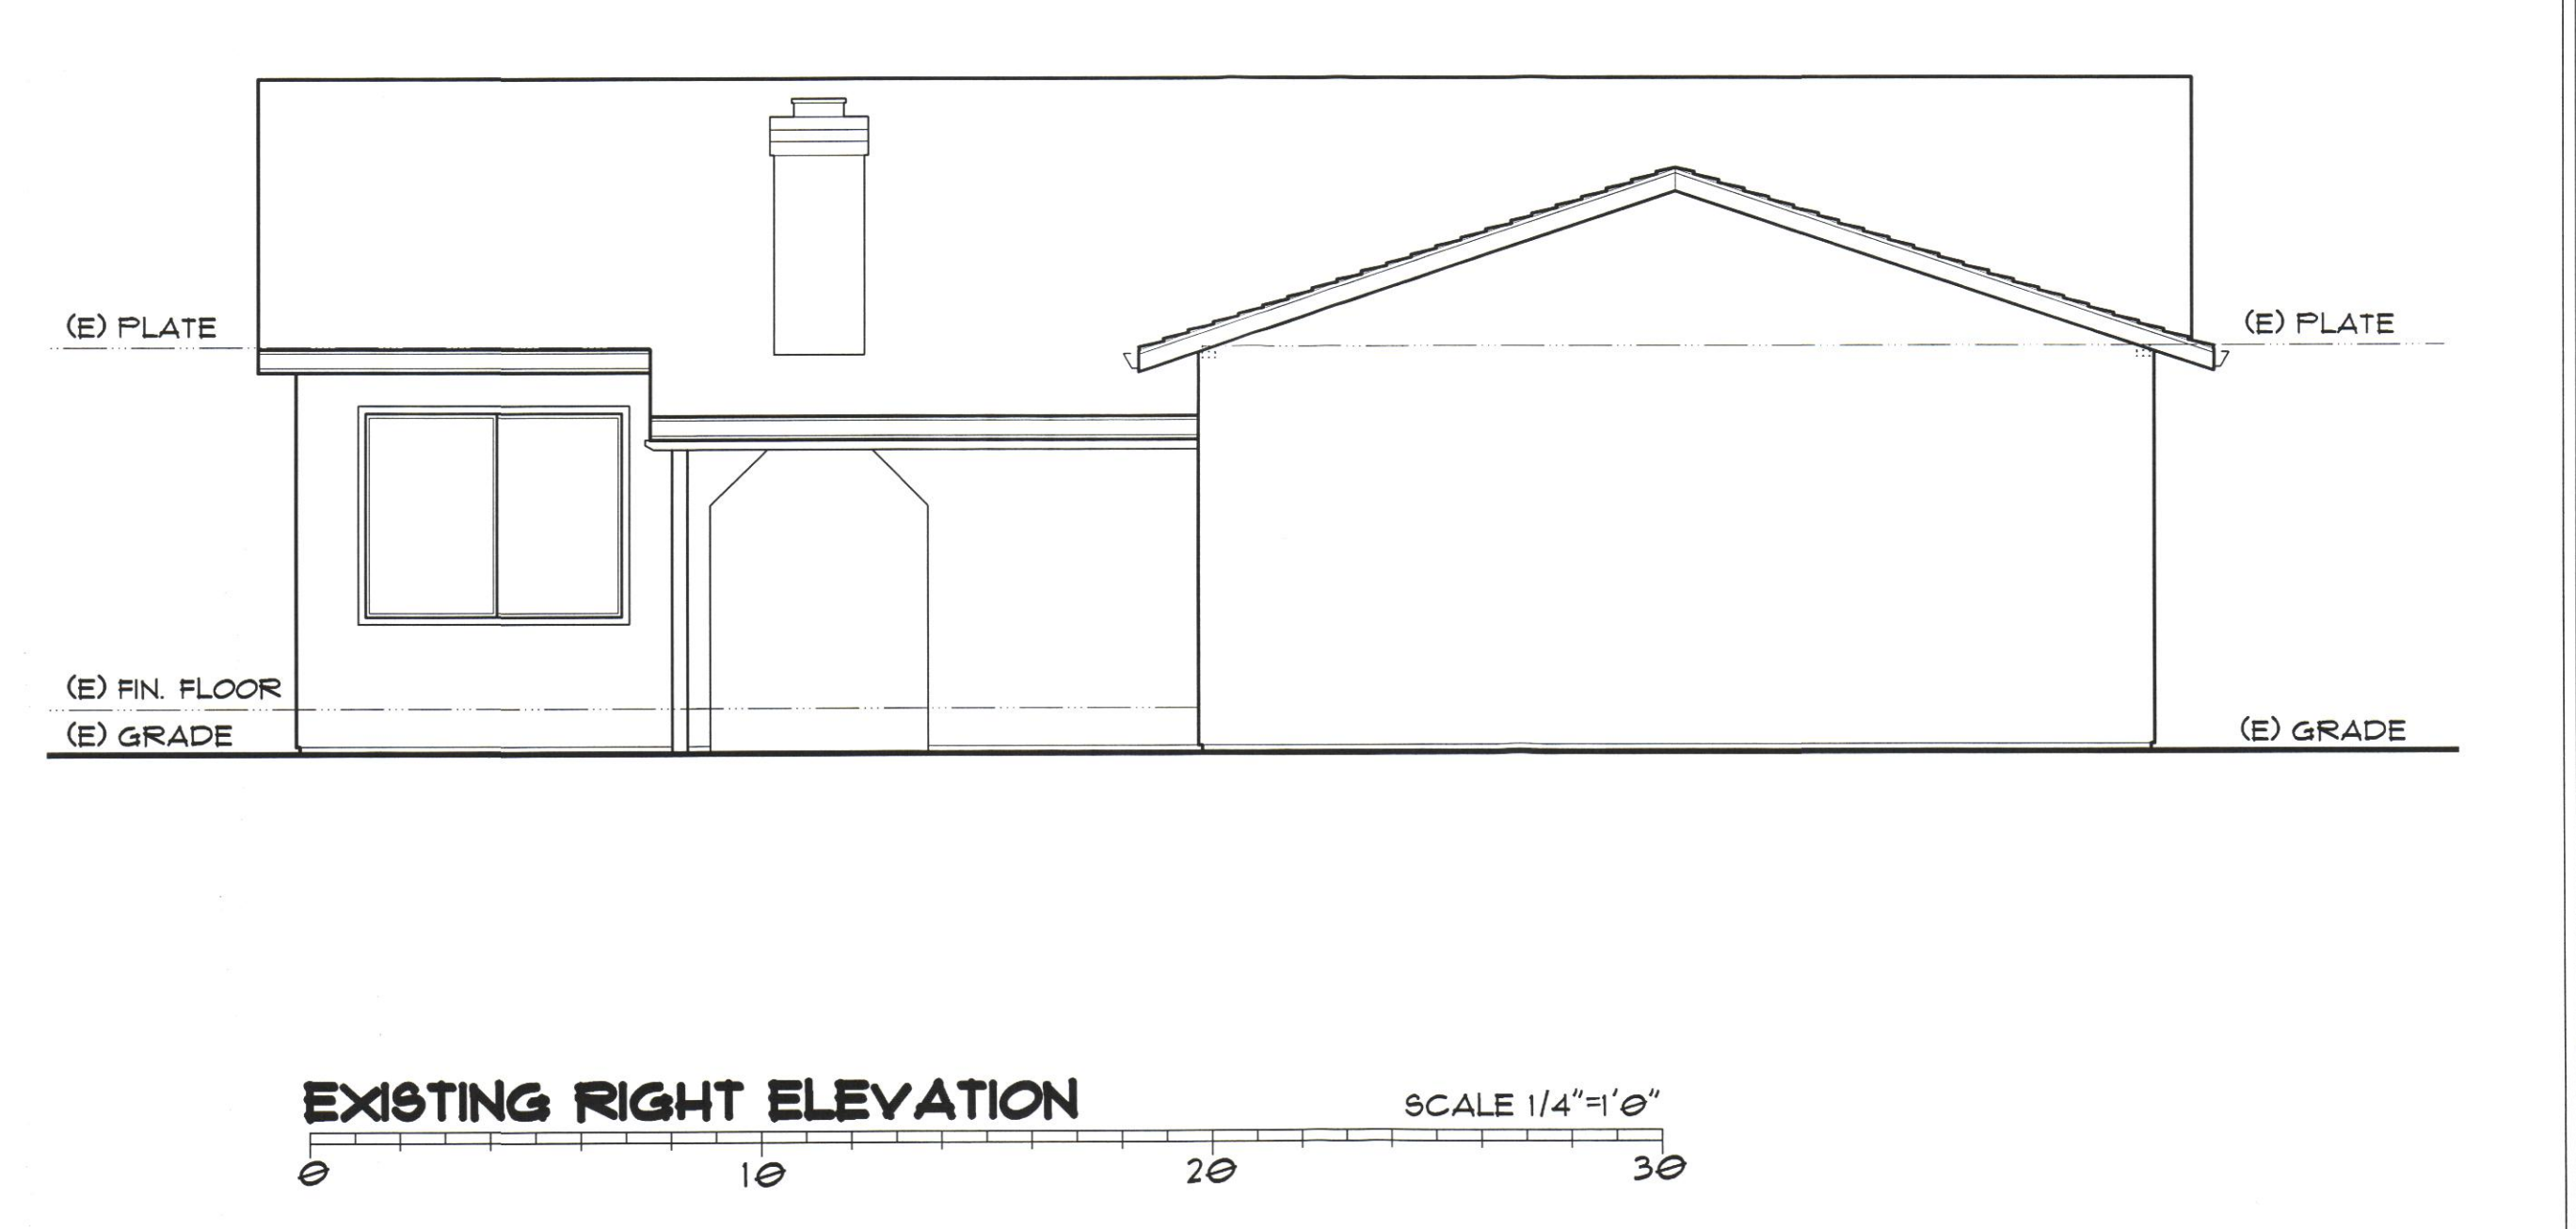 (E) PLATE
(E) PLATE
(E) FIN. FLOOR
(E) GRADE
(E) GRADE
EXISTING RIGHT ELEVATION
SCALE 1/4"=1'0"
0 10 20 30